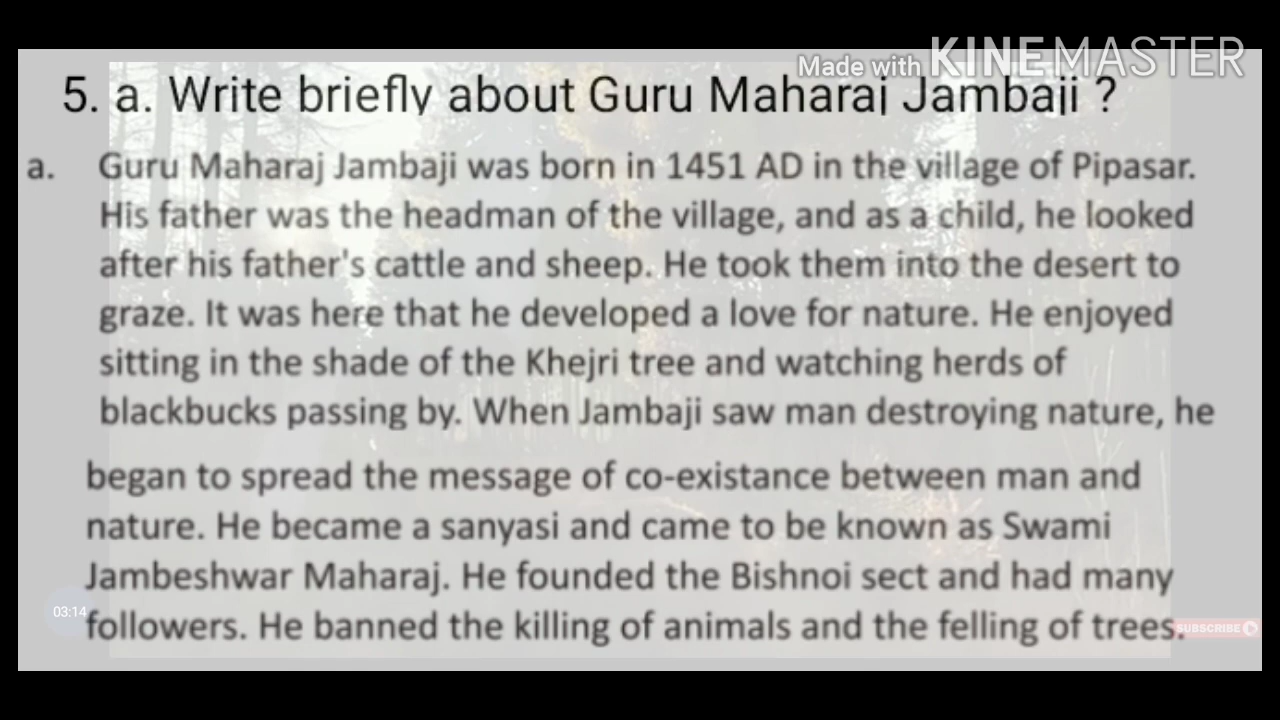 Made with KINEMASTER
5. a. Write briefly about Guru Maharaj Jambaji ?
a. Guru Maharaj Jambaji was born in 1451 AD in the village of Pipasar.
His father was the headman of the village, and as a child, he looked
after his father's cattle and sheep. He took them into the desert to
graze. It was here that he developed a love for nature. He enjoyed
sitting in the shade of the Khejri tree and watching herds of
blackbucks passing by. When Jambaji saw man destroying nature, he
began to spread the message of co-existance between man and
nature. He became a sanyasi and came to be known as Swami
Jambeshwar Maharaj. He founded the Bishnoi sect and had many
03:14
followers. He banned the killing of animals and the felling of trees.
SUBSCRIBE